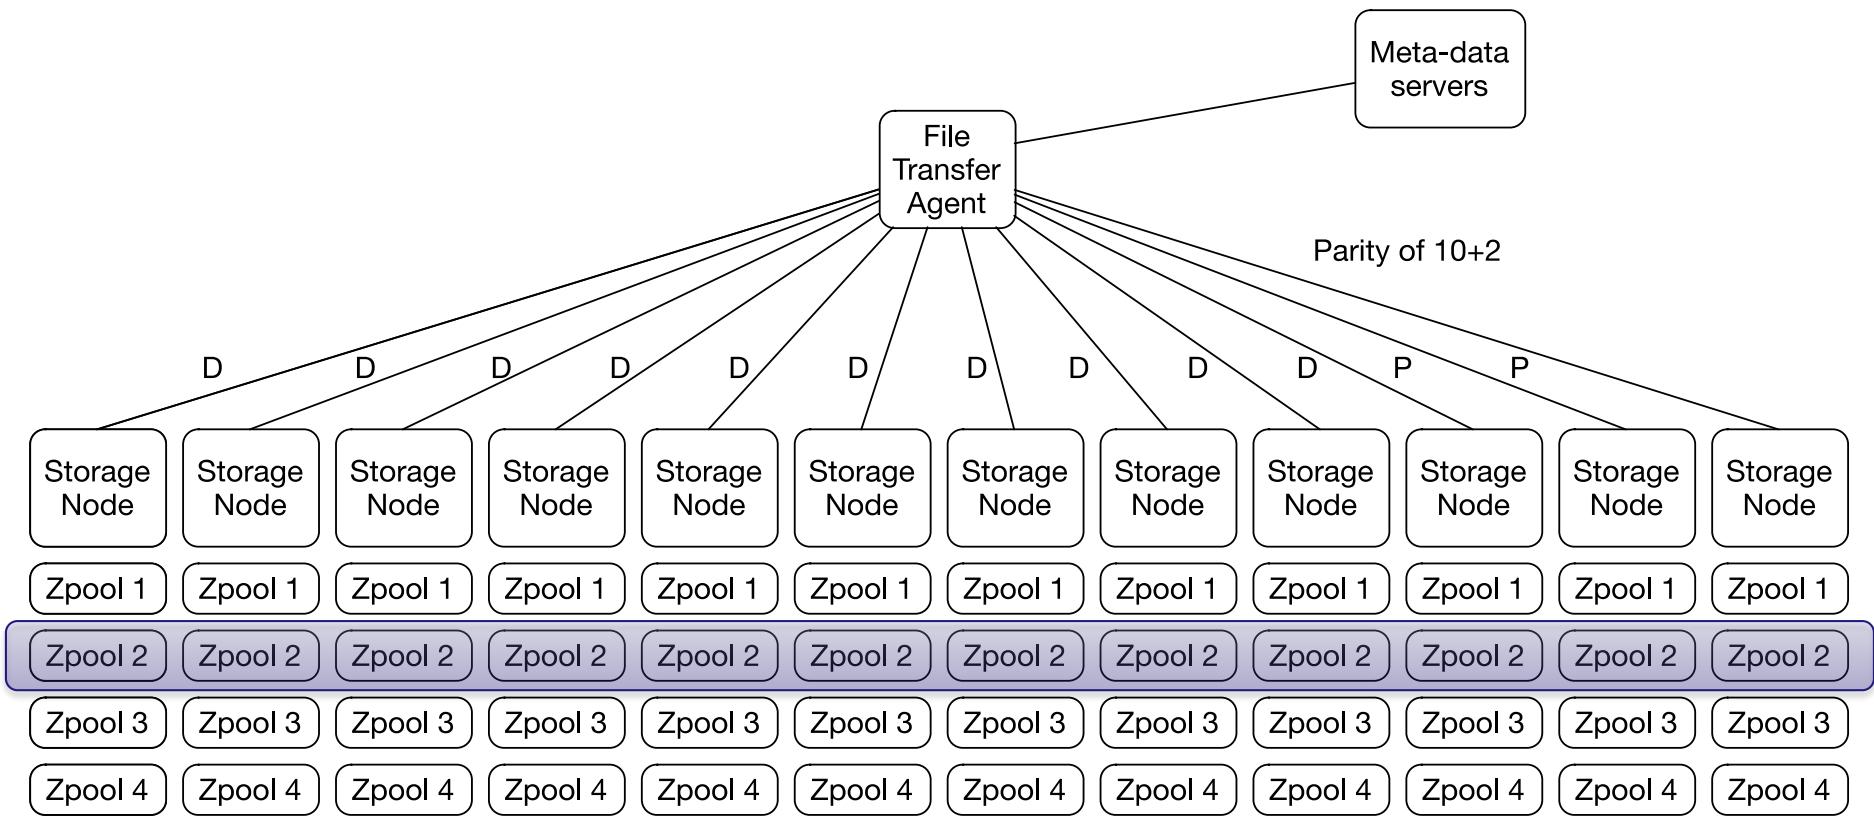 Meta-data
servers
File
Transfer
Agent
Parity of 10+2
D D D D D D D D D D P P
Storage Storage Storage Storage Storage Storage Storage Storage Storage Storage Storage Storage
Node Node Node Node Node Node Node Node Node Node Node Node
Zpool 1 Zpool 1 Zpool 1 Zpool 1 Zpool 1 Zpool 1 Zpool 1 Zpool 1 Zpool 1 Zpool 1 Zpool 1 Zpool 1
Zpool 2 Zpool 2 Zpool 2 Zpool 2 Zpool 2 Zpool 2 Zpool 2 Zpool 2 Zpool 2 Zpool 2 Zpool 2 Zpool 2
Zpool 3 Zpool 3 Zpool 3 Zpool 3 Zpool 3 Zpool 3 Zpool 3 Zpool 3 Zpool 3 Zpool 3 Zpool 3 Zpool 3
Zpool 4 Zpool 4 Zpool 4 Zpool 4 Zpool 4 Zpool 4 Zpool 4 Zpool 4 Zpool 4 Zpool 4 Zpool 4 Zpool 4